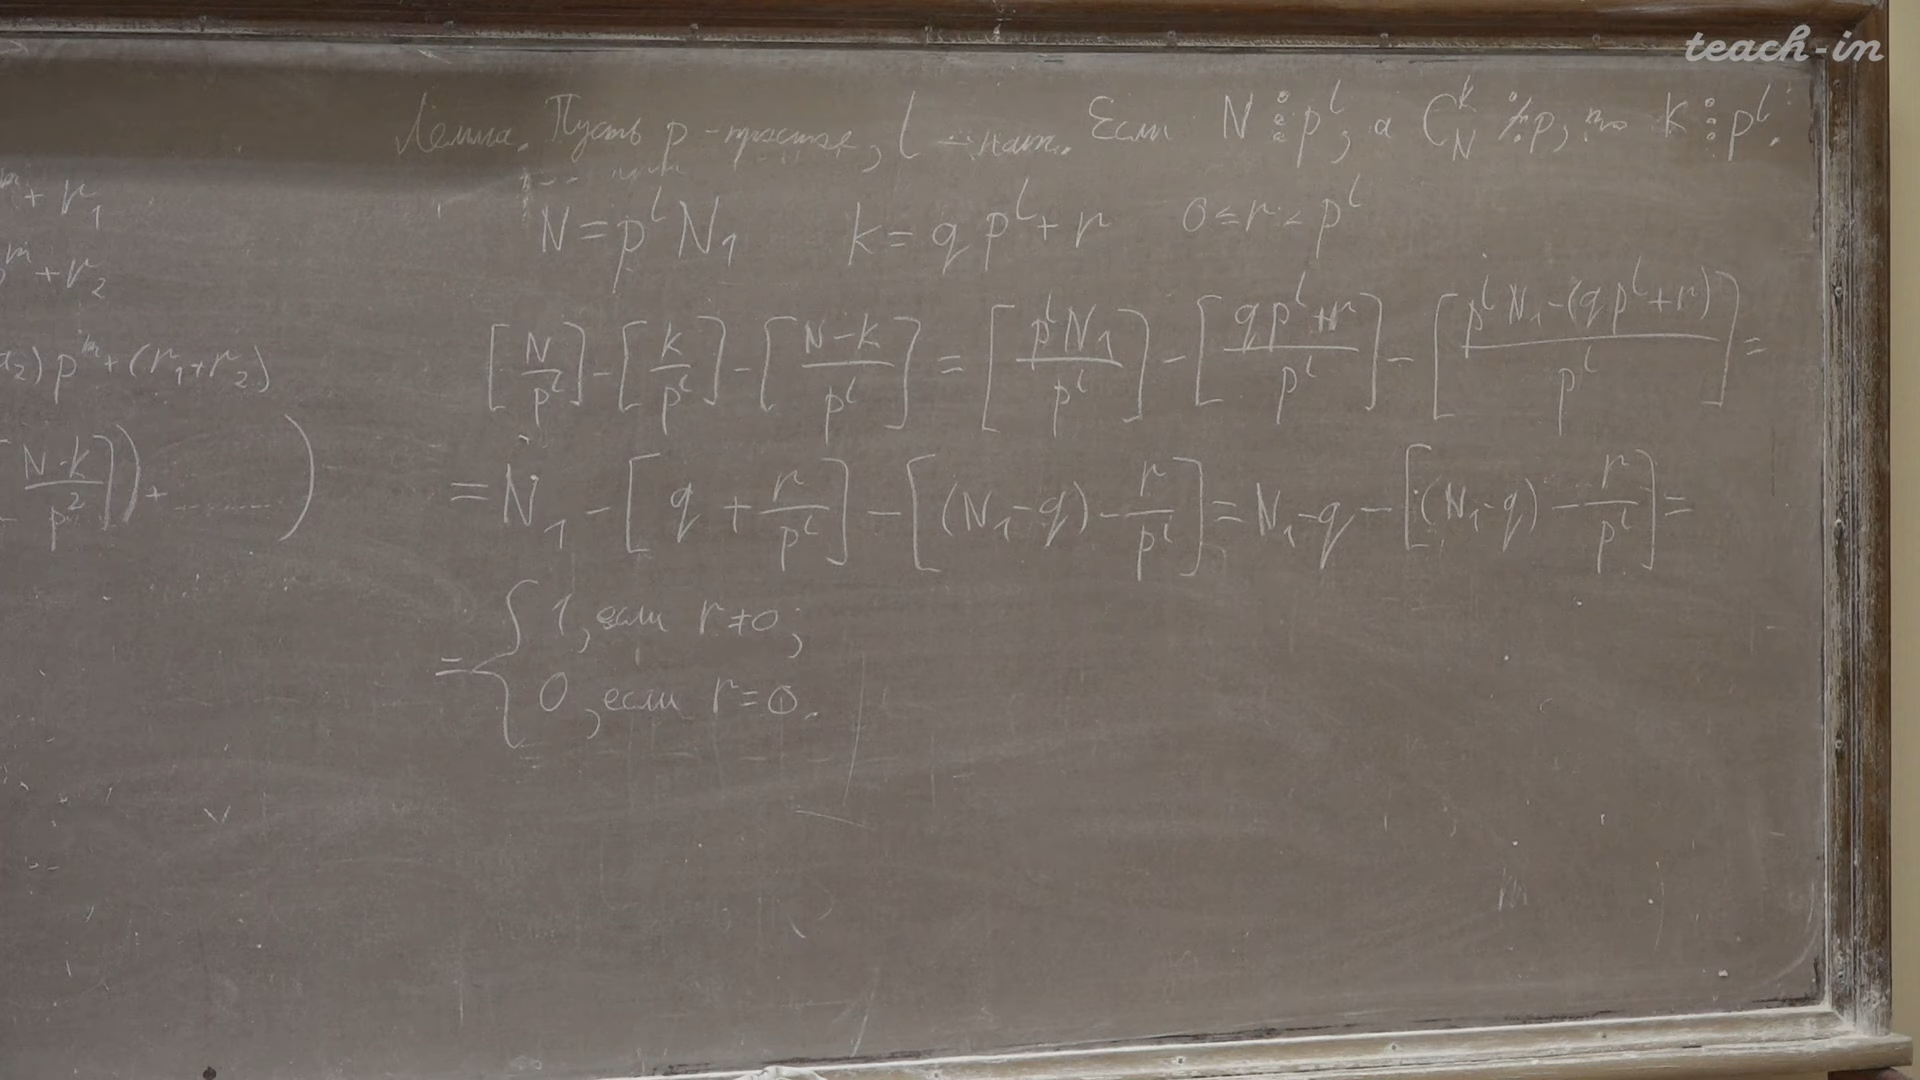 teach-in
Лемма. Пусть p – простое, l – нат. Если N ⋮ p^l, а C_N^k ⋮̸ p, то k ⋮ p^l.
N = p^l N_1   k = q p^l + r   0 ≤ r < p^l
[N/p^l] - [k/p^l] - [(N-k)/p^l] = [p^l N_1/p^l] - [(q p^l + r)/p^l] - [(p^l N_1 - (q p^l + r))/p^l] =
= N_1 - [q + r/p^l] - [(N_1 - q) - r/p^l] = N_1 - q - [(N_1 - q) - r/p^l] =
= { 1, если r ≠ 0;
0, если r = 0.
+ r_1
^m + r_2
a_2) p^m + (r_1 + r_2)
[(N-k)/p^2]) + ...... )